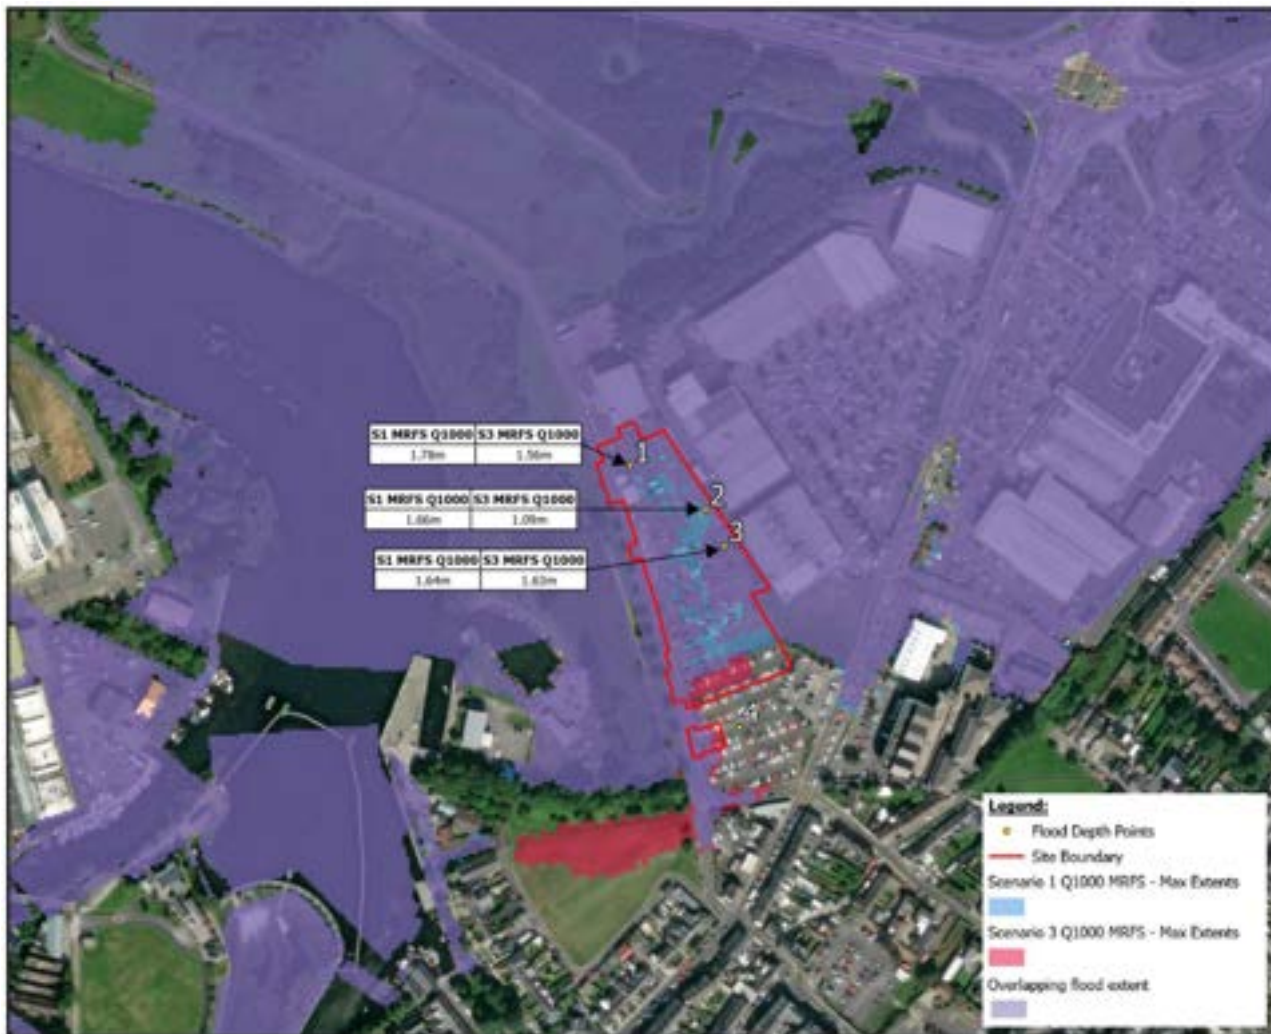 S1 MRFS Q1000 S3 MRFS Q1000
1.78m 1.56m
1
S1 MRFS Q1000 S3 MRFS Q1000
1.66m 1.09m
2
S1 MRFS Q1000 S3 MRFS Q1000
1.64m 1.63m
3
Legend:
Flood Depth Points
Site Boundary
Scenario 1 Q1000 MRFS - Max Extents
Scenario 3 Q1000 MRFS - Max Extents
Overlapping flood extent